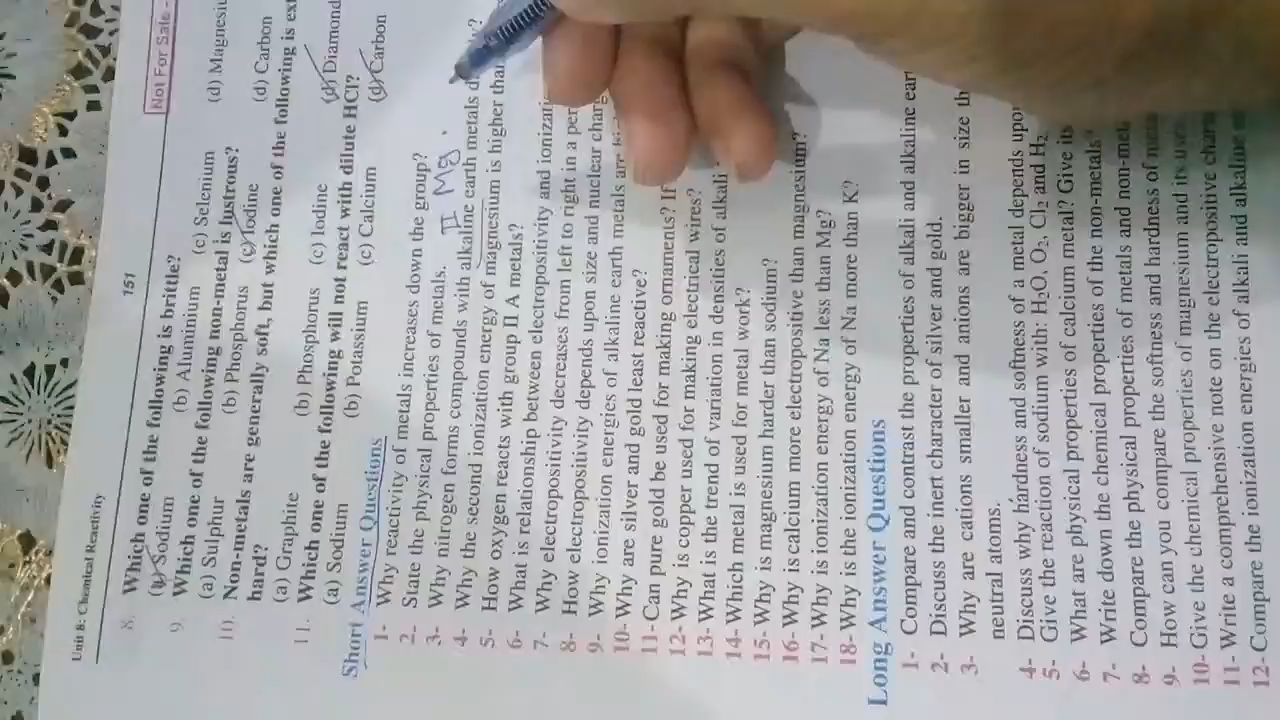 Unit 8: Chemical Reactivity 151 Not For Sale -
8. Which one of the following is brittle?
(a) Sodium (b) Aluminium (c) Selenium (d) Magnesiu
9. Which one of the following non-metal is lustrous?
(a) Sulphur (b) Phosphorus (c) Iodine (d) Carbon
10. Non-metals are generally soft, but which one of the following is ext
hard?
(a) Graphite (b) Phosphorus (c) Iodine (d) Diamond
11. Which one of the following will not react with dilute HCl?
(a) Sodium (b) Potassium (c) Calcium (d) Carbon
Short Answer Questions
1- Why reactivity of metals increases down the group?
2. State the physical properties of metals. II Mg
3- Why nitrogen forms compounds with alkaline earth metals
4- Why the second ionization energy of magnesium is higher tha
5- How oxygen reacts with group II A metals?
6- What is relationship between electropositivity and ionizati
7- Why electropositivity decreases from left to right in a per
8- How electropositivity depends upon size and nuclear charg
9- Why ionization energies of alkaline earth metals are
10- Why are silver and gold least reactive?
11- Can pure gold be used for making ornaments? If
12- Why is copper used for making electrical wires?
13- What is the trend of variation in densities of alkali
14- Which metal is used for metal work?
15- Why is magnesium harder than sodium?
16- Why is calcium more electropositive than magnesium?
17- Why is ionization energy of Na less than Mg?
18- Why is the ionization energy of Na more than K?
Long Answer Questions
1- Compare and contrast the properties of alkali and alkaline eart
2- Discuss the inert character of silver and gold.
3- Why are cations smaller and anions are bigger in size th
neutral atoms.
4- Discuss why hardness and softness of a metal depends upon
5- Give the reaction of sodium with: H₂O, O₂, Cl₂ and H₂
6- What are physical properties of calcium metal? Give its
7- Write down the chemical properties of the non-metals
8- Compare the physical properties of metals and non-meta
9- How can you compare the softness and hardness of meta
10- Give the chemical properties of magnesium and its uses
11- Write a comprehensive note on the electropositive chara
12- Compare the ionization energies of alkali and alkaline